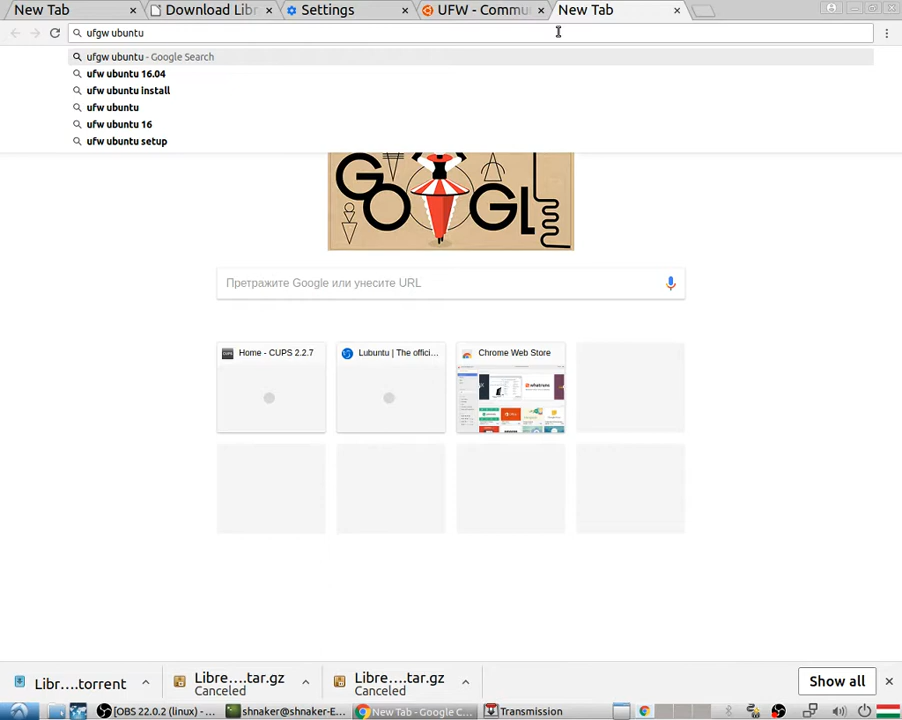 New Tab
Download Libr
Settings
UFW - Commun
New Tab
ufgw ubuntu
ufgw ubuntu - Google Search
ufw ubuntu 16.04
ufw ubuntu install
ufw ubuntu
ufw ubuntu 16
ufw ubuntu setup
GOOGL
Претражите Google или унесите URL
Home - CUPS 2.2.7
Lubuntu | The offici...
Chrome Web Store
Libr....torrent
Libre....tar.gz
Canceled
Libre....tar.gz
Canceled
Show all
[OBS 22.0.2 (linux) - ...
shnaker@shnaker-E...
New Tab - Google C...
Transmission